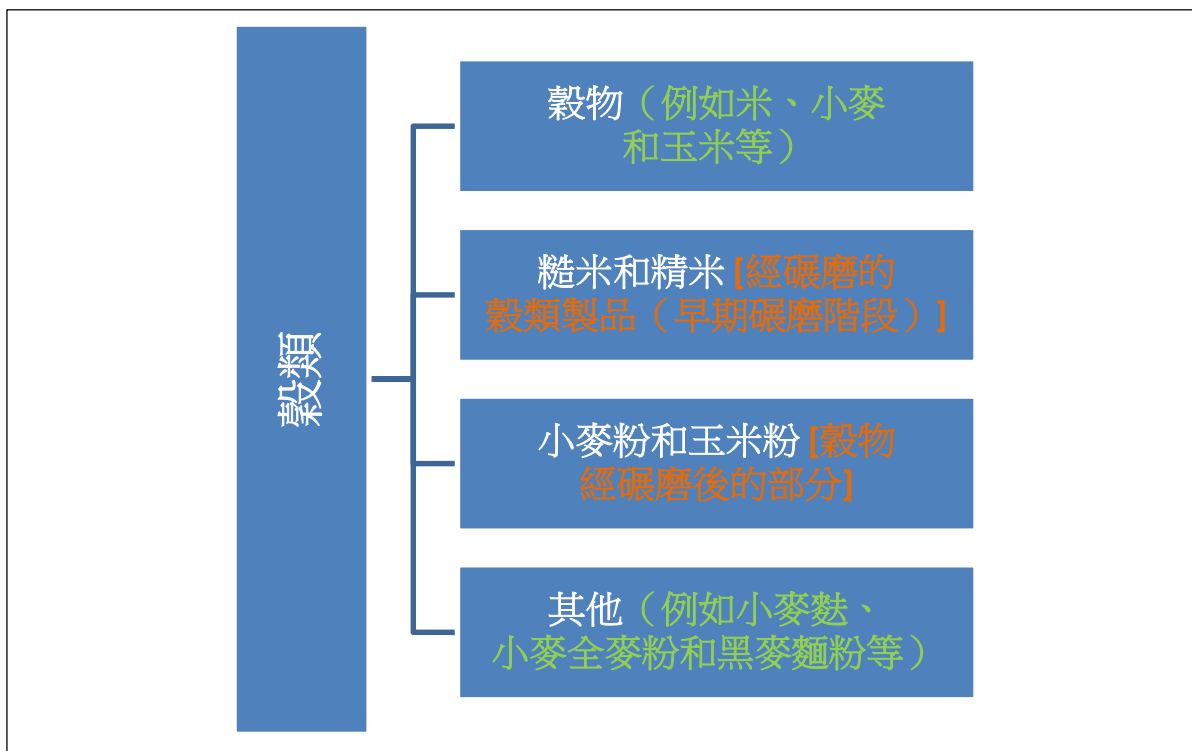 穀類
穀物（例如米、小麥
和玉米等）
糙米和精米 [經碾磨的
穀類製品（早期碾磨階段）]
小麥粉和玉米粉 [穀物
經碾磨後的部分]
其他（例如小麥麩、
小麥全麥粉和黑麥麵粉等）